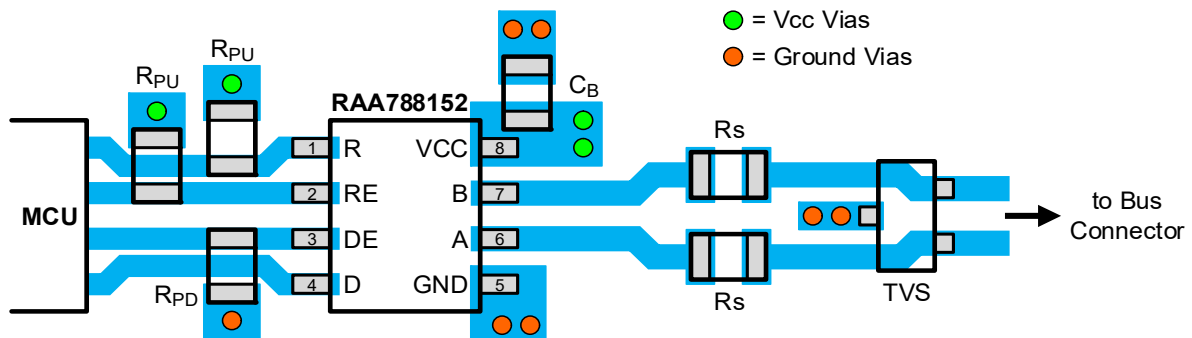 = Vcc Vias
= Ground Vias
RPU
RPU
CB
RAA788152
1 R VCC 8
2 RE B 7
3 DE A 6
4 D GND 5
MCU
RPD
Rs
Rs
TVS
to Bus
Connector